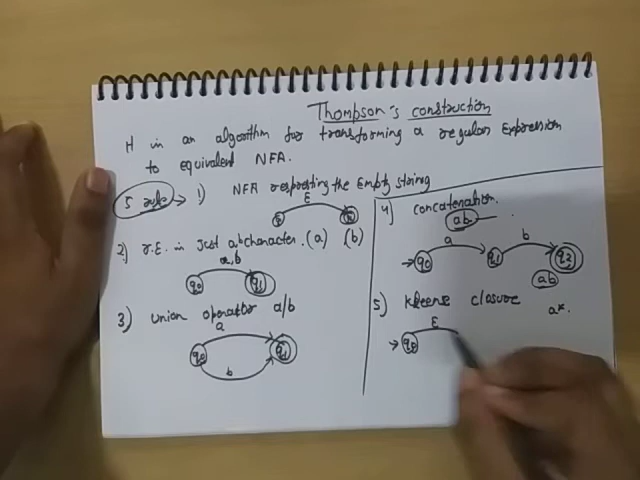 Thompson's construction
It in an algorithm for transforming a regular Expression
to equivalent NFA.
5 rules → 1) NFA respresting the Empty string
ε
2) r.E. in just a character. (a) (b)
a,b
q0 q1
3) union operator a/b
a
q0 q1
b
4) concatenation.
ab
a b
q0 q1 q2
ab
5) Kleene closure
a*.
ε
q0